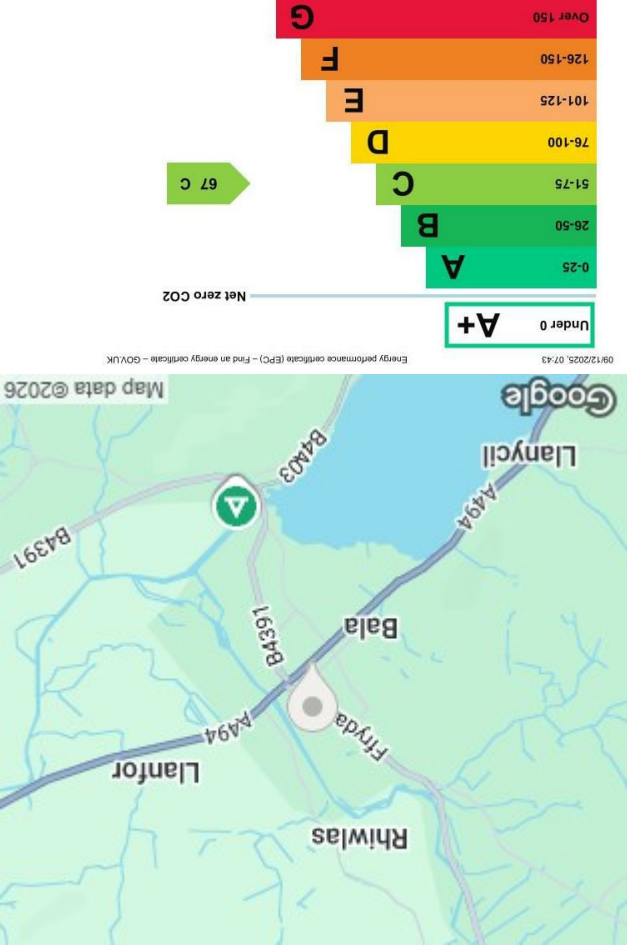 Rhiwlas
Llanfor
Ffryda
A494
B4391
Bala
B4391
A494
Llanycil
B4403
Google
Map data ©2026
09/12/2025, 07:43 Energy performance certificate (EPC) – Find an energy certificate – GOV.UK
Under 0 A+
Net zero CO2
0-25 A
26-50 B
51-75 C 67 C
76-100 D
101-125 E
126-150 F
Over 150 G